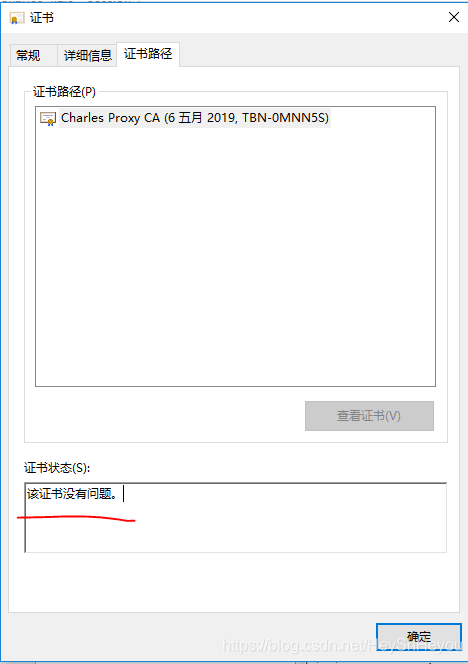 证书
常规
详细信息
证书路径
证书路径(P)
Charles Proxy CA (6 五月 2019, TBN-0MNN5S)
查看证书(V)
证书状态(S):
该证书没有问题。
确定
https://blog.csdn.net/HeyShHeyou